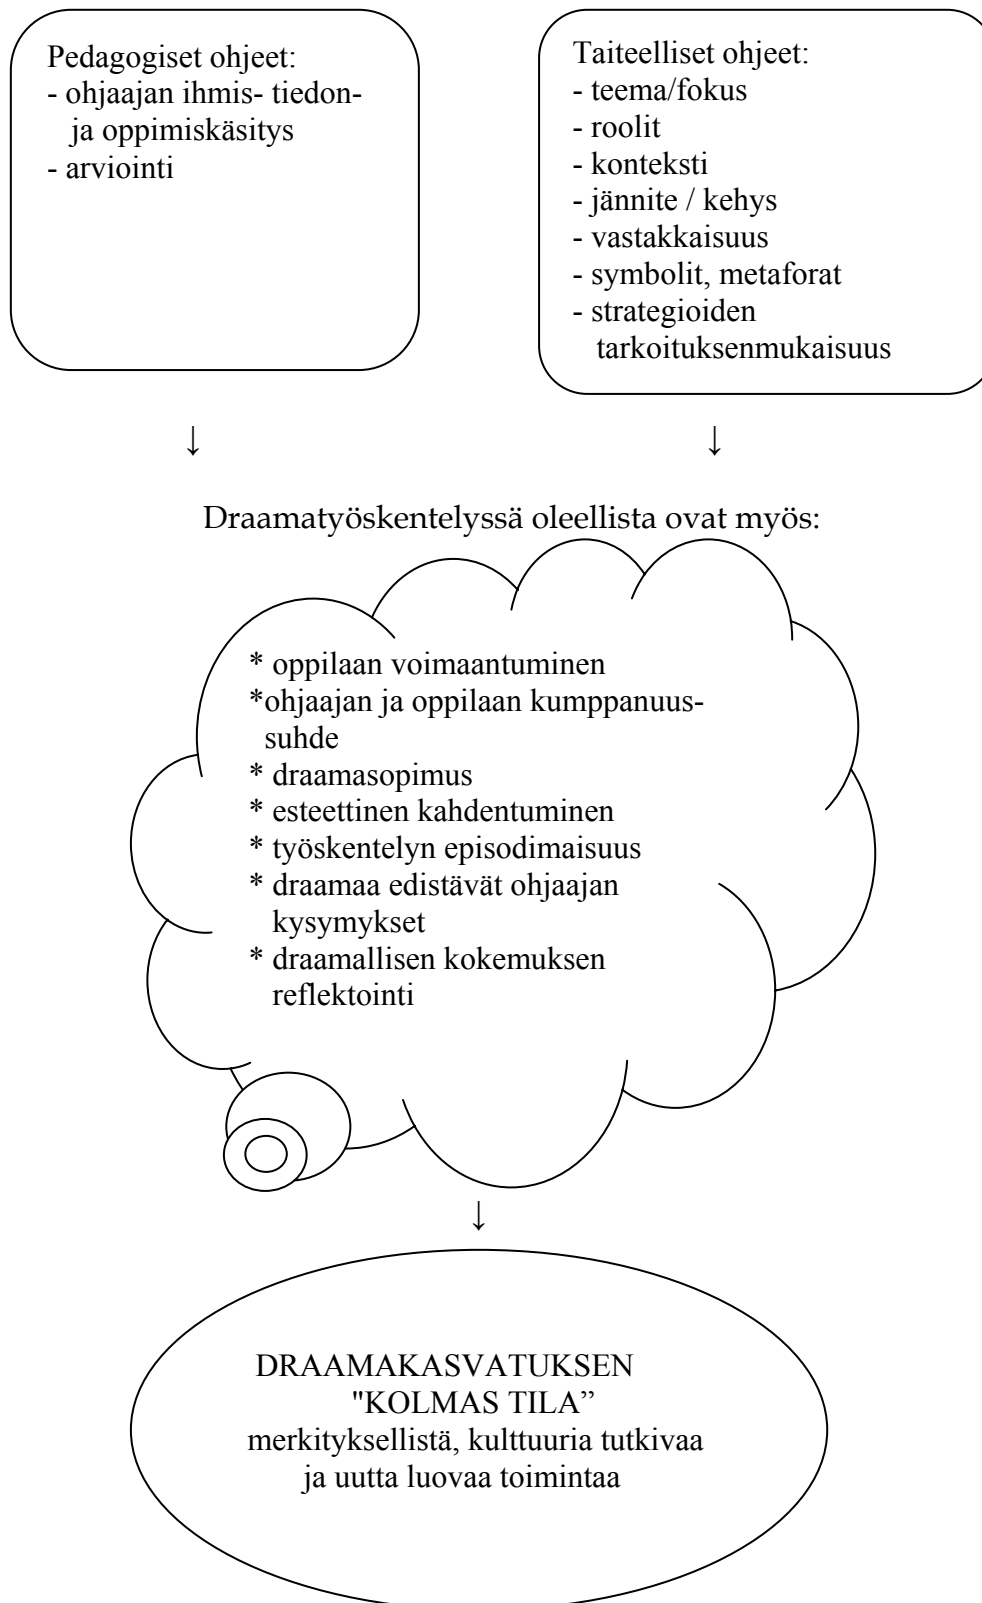 Pedagogiset ohjeet:
- ohjaajan ihmis- tiedon-
ja oppimiskäsitys
- arviointi
Taiteelliset ohjeet:
- teema/fokus
- roolit
- konteksti
- jännite / kehys
- vastakkaisuus
- symbolit, metaforat
- strategioiden
tarkoituksenmukaisuus
↓ ↓
Draamatyöskentelyssä oleellista ovat myös:
* oppilaan voimaantuminen
*ohjaajan ja oppilaan kumppanuus-
suhde
* draamasopimus
* esteettinen kahdentuminen
* työskentelyn episodimaisuus
* draamaa edistävät ohjaajan
kysymykset
* draamallisen kokemuksen
reflektointi
↓
DRAAMAKASVATUKSEN
"KOLMAS TILA”
merkityksellistä, kulttuuria tutkivaa
ja uutta luovaa toimintaa